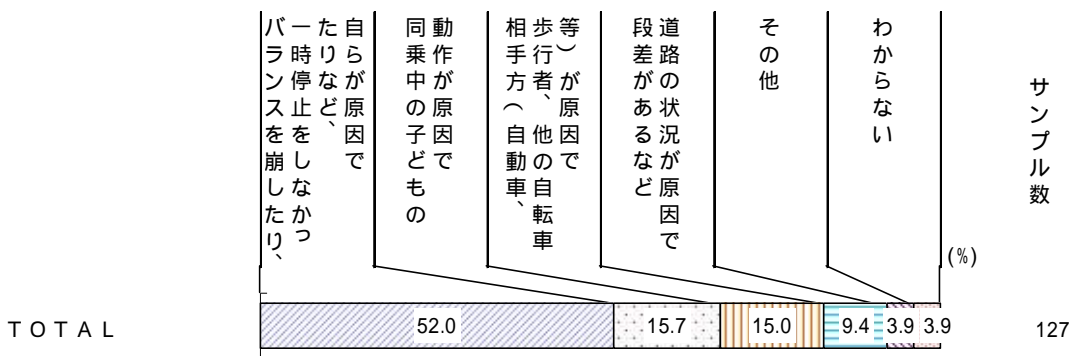 バランスを崩したり、
一時停止をしなかっ
たりなど、
自らが原因で
同乗中の子どもの
動作が原因で
相手方(自動車、
歩行者、他の自転車
等)が原因で
段差があるなど
道路の状況が原因で
その他
わからない
サンプル数
(%)
TOTAL 52.0 15.7 15.0 9.4 3.9 3.9 127